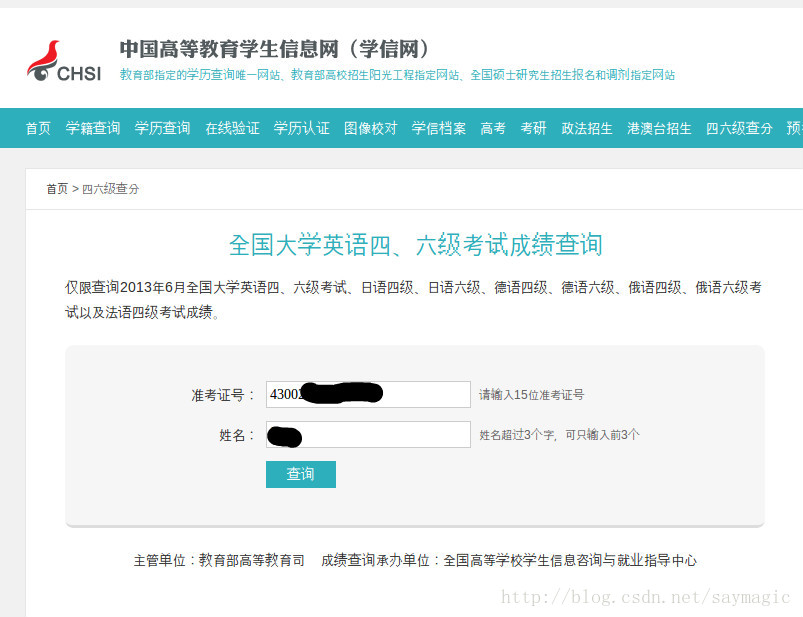 CHSI
中国高等教育学生信息网（学信网）
教育部指定的学历查询唯一网站、教育部高校招生阳光工程指定网站、全国硕士研究生招生报名和调剂指定网站
首页 学籍查询 学历查询 在线验证 学历认证 图像校对 学信档案 高考 考研 政法招生 港澳台招生 四六级查分
首页 > 四六级查分
全国大学英语四、六级考试成绩查询
仅限查询2013年6月全国大学英语四、六级考试、日语四级、日语六级、德语四级、德语六级、俄语四级、俄语六级考
试以及法语四级考试成绩。
准考证号： 43002 请输入15位准考证号
姓名： 姓名超过3个字，可只输入前3个
查询
主管单位：教育部高等教育司 成绩查询承办单位：全国高等学校学生信息咨询与就业指导中心
http://blog.csdn.net/saymagic